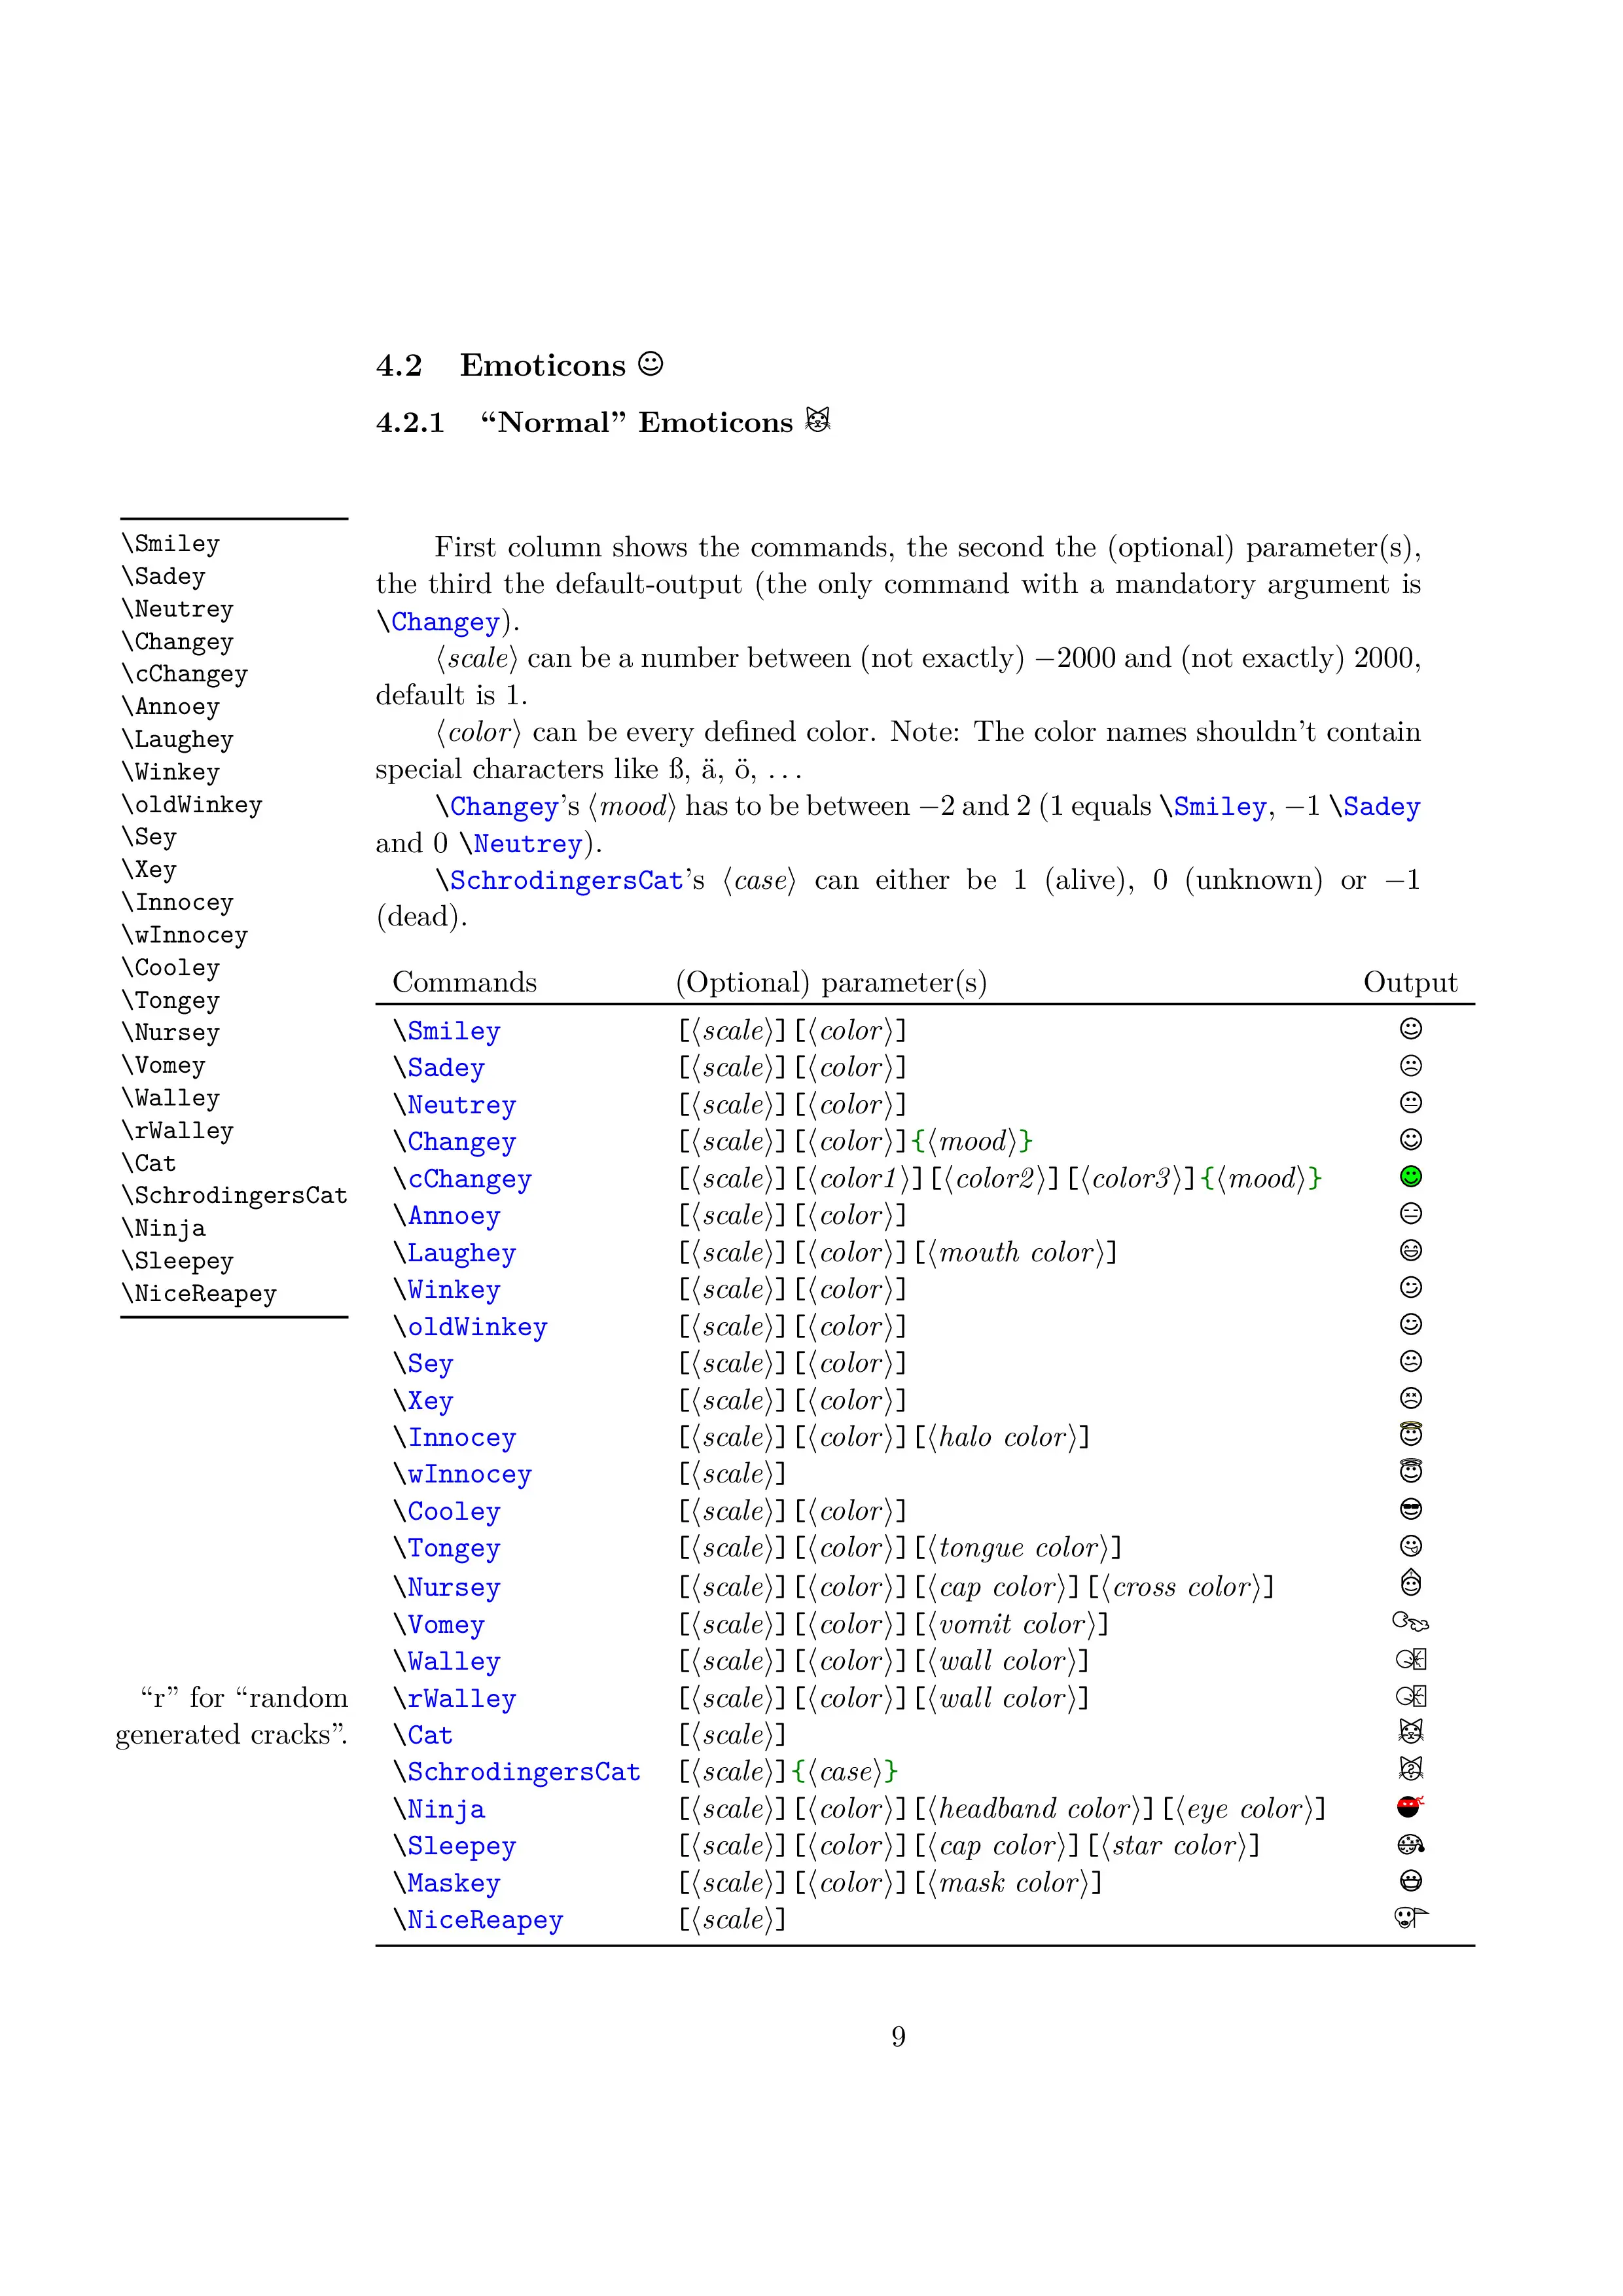 4.2 Emoticons
4.2.1 “Normal” Emoticons
\Smiley
\Sadey
\Neutrey
\Changey
\cChangey
\Annoey
\Laughey
\Winkey
\oldWinkey
\Sey
\Xey
\Innocey
\wInnocey
\Cooley
\Tongey
\Nursey
\Vomey
\Walley
\rWalley
\Cat
\SchrodingersCat
\Ninja
\Sleepey
\NiceReapey
First column shows the commands, the second the (optional) parameter(s),
the third the default-output (the only command with a mandatory argument is
\Changey).
⟨scale⟩ can be a number between (not exactly) −2000 and (not exactly) 2000,
default is 1.
⟨color⟩ can be every defined color. Note: The color names shouldn’t contain
special characters like ß, ä, ö, . . .
\Changey’s ⟨mood⟩ has to be between −2 and 2 (1 equals \Smiley, −1 \Sadey
and 0 \Neutrey).
\SchrodingersCat’s ⟨case⟩ can either be 1 (alive), 0 (unknown) or −1
(dead).
Commands (Optional) parameter(s) Output
\Smiley [⟨scale⟩][⟨color⟩]
\Sadey [⟨scale⟩][⟨color⟩]
\Neutrey [⟨scale⟩][⟨color⟩]
\Changey [⟨scale⟩][⟨color⟩]{⟨mood⟩}
\cChangey [⟨scale⟩][⟨color1⟩][⟨color2⟩][⟨color3⟩]{⟨mood⟩}
\Annoey [⟨scale⟩][⟨color⟩]
\Laughey [⟨scale⟩][⟨color⟩][⟨mouth color⟩]
\Winkey [⟨scale⟩][⟨color⟩]
\oldWinkey [⟨scale⟩][⟨color⟩]
\Sey [⟨scale⟩][⟨color⟩]
\Xey [⟨scale⟩][⟨color⟩]
\Innocey [⟨scale⟩][⟨color⟩][⟨halo color⟩]
\wInnocey [⟨scale⟩]
\Cooley [⟨scale⟩][⟨color⟩]
\Tongey [⟨scale⟩][⟨color⟩][⟨tongue color⟩]
\Nursey [⟨scale⟩][⟨color⟩][⟨cap color⟩][⟨cross color⟩]
\Vomey [⟨scale⟩][⟨color⟩][⟨vomit color⟩]
\Walley [⟨scale⟩][⟨color⟩][⟨wall color⟩]
“r” for “random
generated cracks”.
\rWalley [⟨scale⟩][⟨color⟩][⟨wall color⟩]
\Cat [⟨scale⟩]
\SchrodingersCat [⟨scale⟩]{⟨case⟩}
\Ninja [⟨scale⟩][⟨color⟩][⟨headband color⟩][⟨eye color⟩]
\Sleepey [⟨scale⟩][⟨color⟩][⟨cap color⟩][⟨star color⟩]
\Maskey [⟨scale⟩][⟨color⟩][⟨mask color⟩]
\NiceReapey [⟨scale⟩]
9